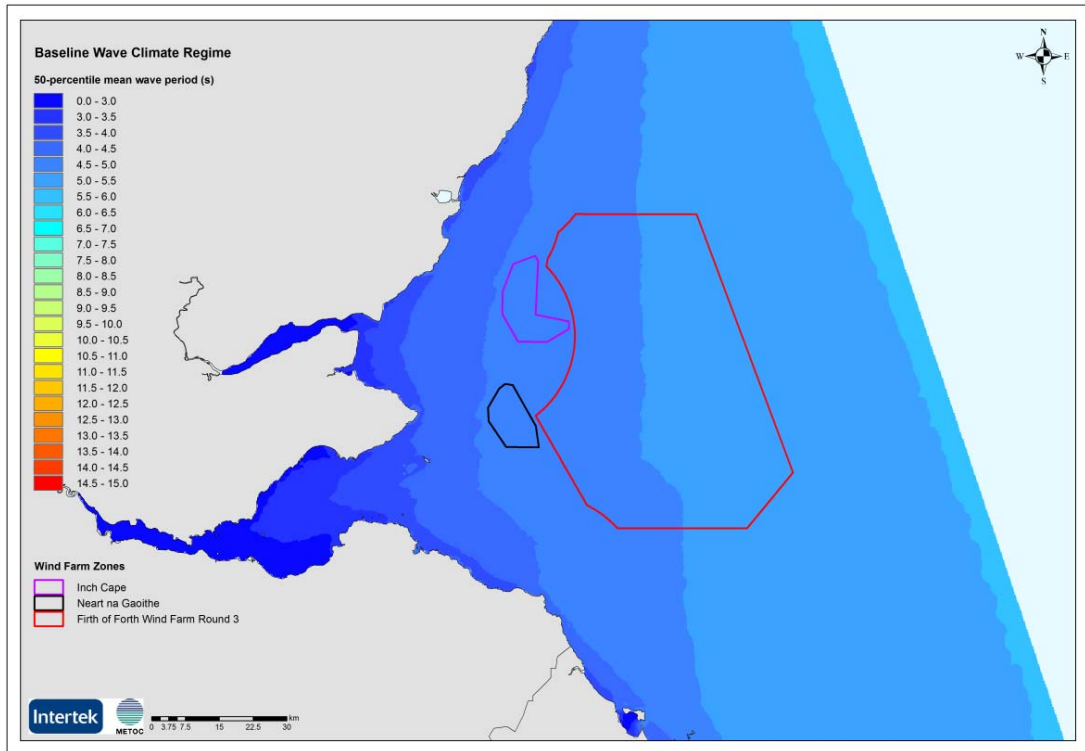 Baseline Wave Climate Regime
50-percentile mean wave period (s)
0.0 - 3.0
3.0 - 3.5
3.5 - 4.0
4.0 - 4.5
4.5 - 5.0
5.0 - 5.5
5.5 - 6.0
6.0 - 6.5
6.5 - 7.0
7.0 - 7.5
7.5 - 8.0
8.0 - 8.5
8.5 - 9.0
9.0 - 9.5
9.5 - 10.0
10.0 - 10.5
10.5 - 11.0
11.0 - 11.5
11.5 - 12.0
12.0 - 12.5
12.5 - 13.0
13.0 - 13.5
13.5 - 14.0
14.0 - 14.5
14.5 - 15.0
Wind Farm Zones
Inch Cape
Neart na Gaoithe
Firth of Forth Wind Farm Round 3
Intertek
METOC
km
0 3.75 7.5 15 22.5 30
N
W E
S